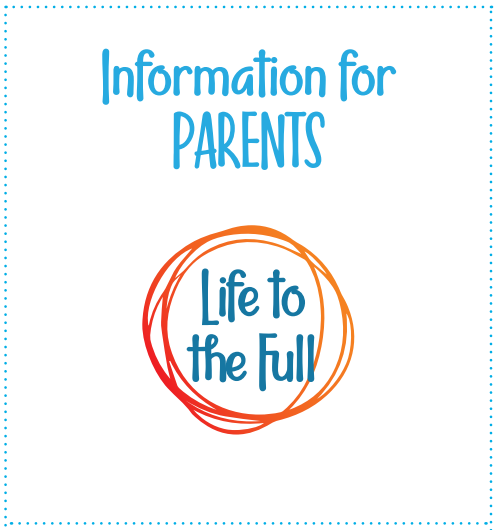 Information for
PARENTS
Life to
the Full